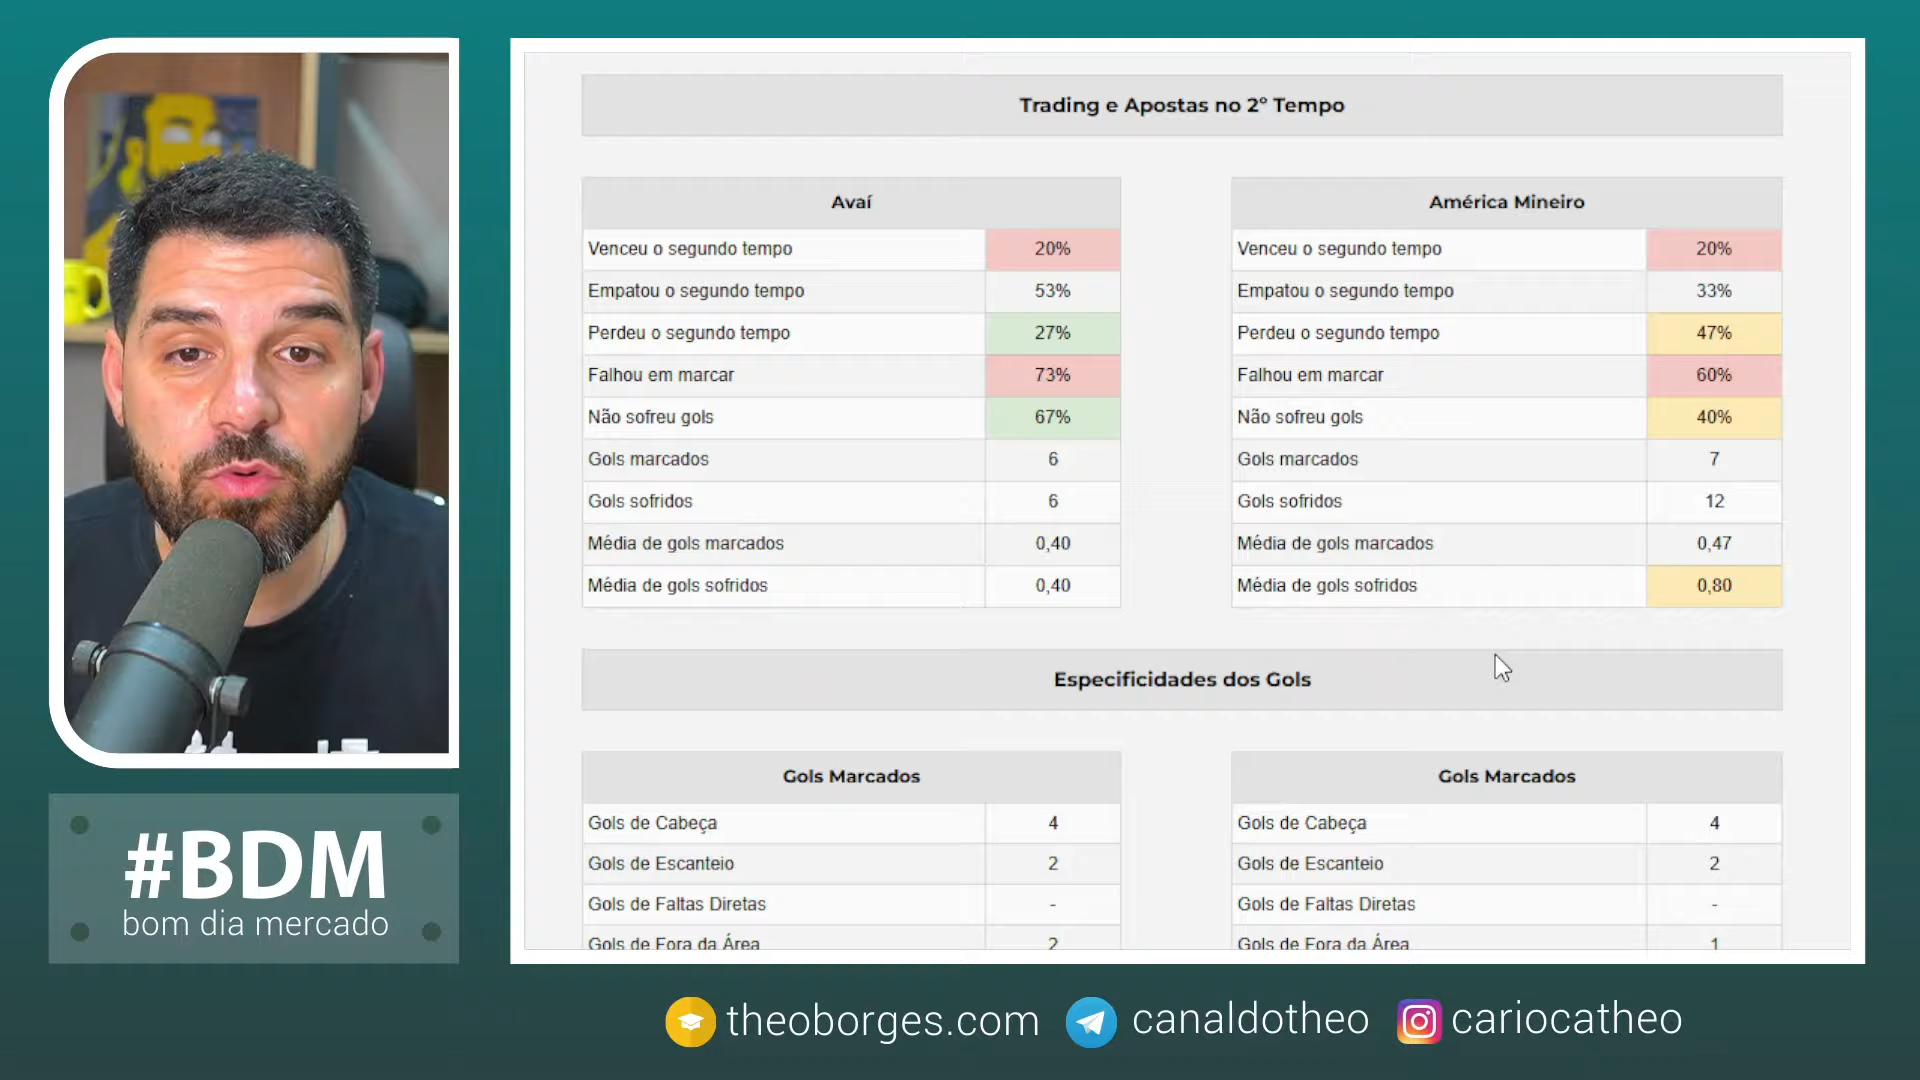 Trading e Apostas no 2º Tempo
Avaí
Venceu o segundo tempo 20%
Empatou o segundo tempo 53%
Perdeu o segundo tempo 27%
Falhou em marcar 73%
Não sofreu gols 67%
Gols marcados 6
Gols sofridos 6
Média de gols marcados 0,40
Média de gols sofridos 0,40
América Mineiro
Venceu o segundo tempo 20%
Empatou o segundo tempo 33%
Perdeu o segundo tempo 47%
Falhou em marcar 60%
Não sofreu gols 40%
Gols marcados 7
Gols sofridos 12
Média de gols marcados 0,47
Média de gols sofridos 0,80
Especificidades dos Gols
Gols Marcados
Gols de Cabeça 4
Gols de Escanteio 2
Gols de Faltas Diretas -
Gols de Fora da Área 2
Gols Marcados
Gols de Cabeça 4
Gols de Escanteio 2
Gols de Faltas Diretas -
Gols de Fora da Área 1
#BDM
bom dia mercado
theoborges.com
canaldotheo
cariocatheo